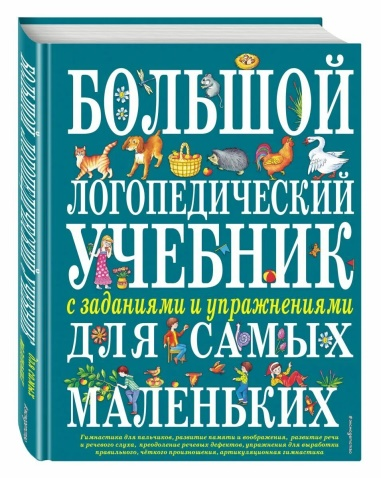 БОЛЬШОЙ
ЛОГОПЕДИЧЕСКИЙ
УЧЕБНИК
с заданиями и упражнениями
ДЛЯ САМЫХ
МАЛЕНЬКИХ
Гимнастика для пальчиков, развитие памяти и воображения, развитие речи
и речевого слуха, преодоление речевых дефектов, упражнения для выработки
правильного, чёткого произношения, артикуляционная гимнастика